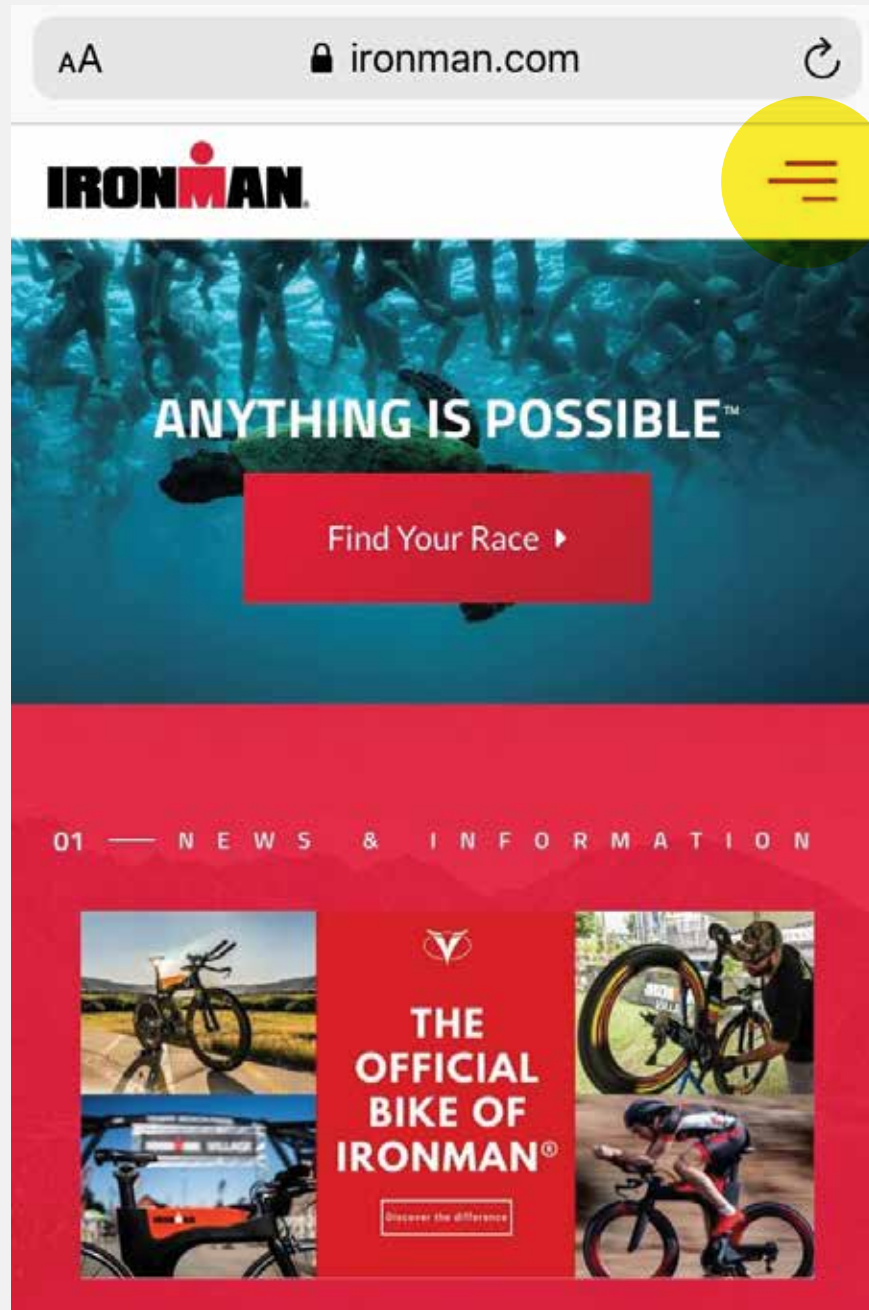 AA ironman.com
IRONMAN®
ANYTHING IS POSSIBLE™
Find Your Race
01 — NEWS & INFORMATION
THE
OFFICIAL
BIKE OF
IRONMAN®
Discover the difference
VILLAGE